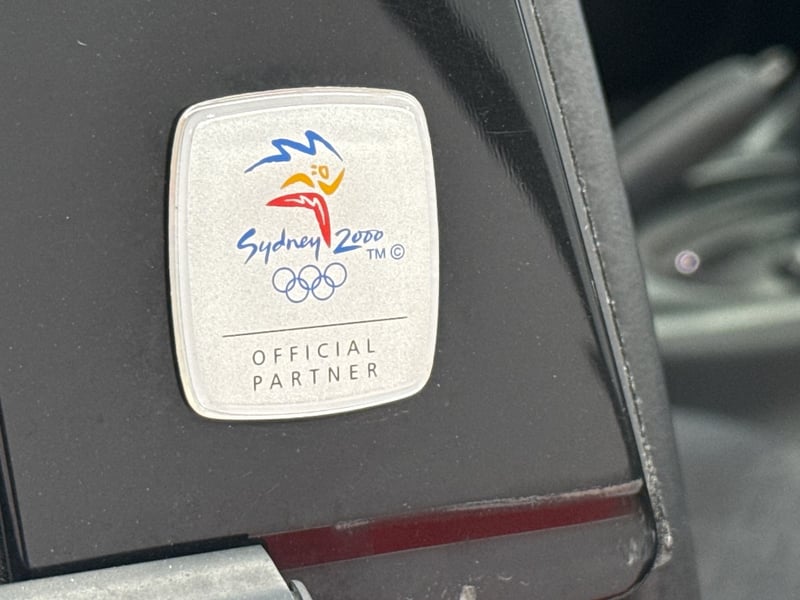 Sydney 2000
TM ©
OFFICIAL
PARTNER